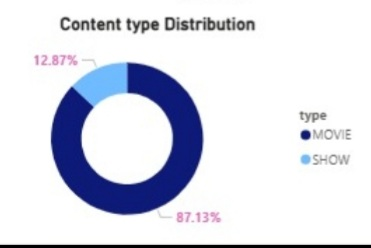 Content type Distribution
12.87%
type
MOVIE
SHOW
87.13%